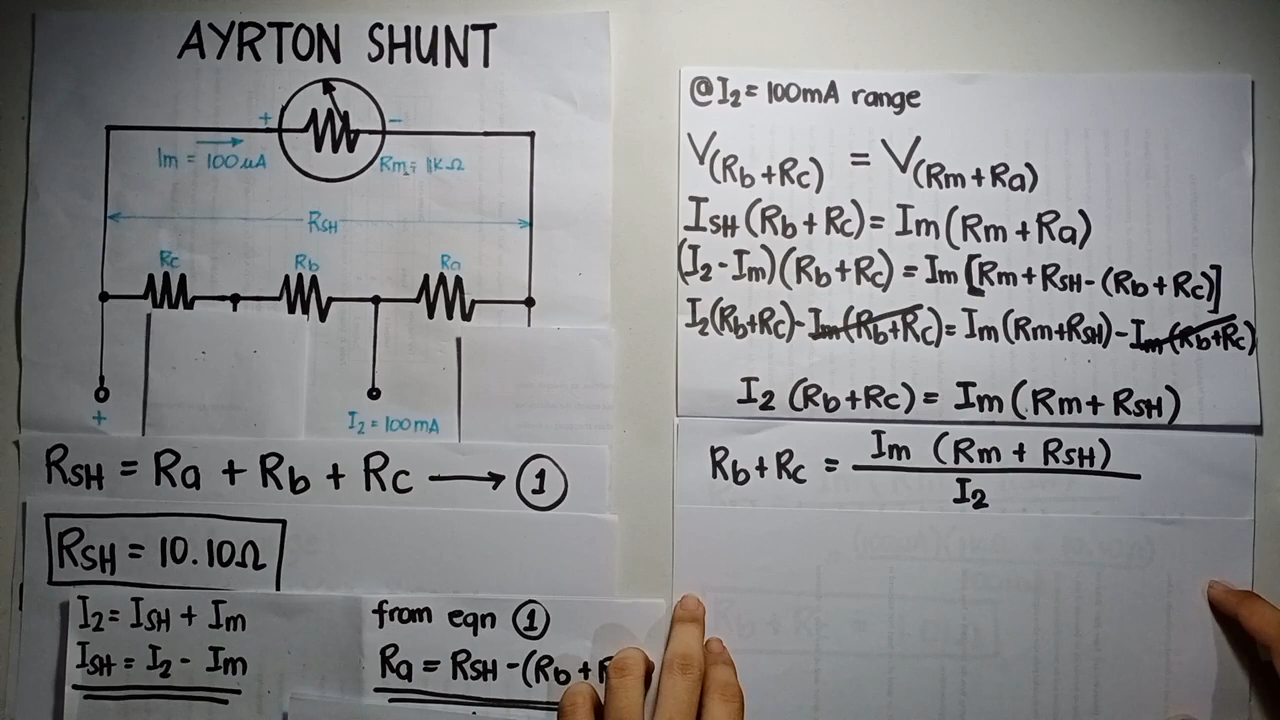 AYRTON SHUNT
+ -
Im = 100μA Rm = 1KΩ
RSH
Rc Rb Ra
+ I2 = 100mA
RSH = Ra + Rb + Rc → ①
RSH = 10.10Ω
I2 = ISH + Im
ISH = I2 - Im
from eqn ①
Ra = RSH - (Rb +
@I2 = 100mA range
V(Rb+Rc) = V(Rm+Ra)
ISH (Rb + Rc) = Im (Rm + Ra)
(I2 - Im) (Rb + Rc) = Im [Rm + RSH - (Rb + Rc)]
I2(Rb+Rc) - Im(Rb+Rc) = Im(Rm+RSH) - Im(Rb+Rc)
I2 (Rb+Rc) = Im (Rm + RSH)
Rb + Rc = Im (Rm + RSH)
I2